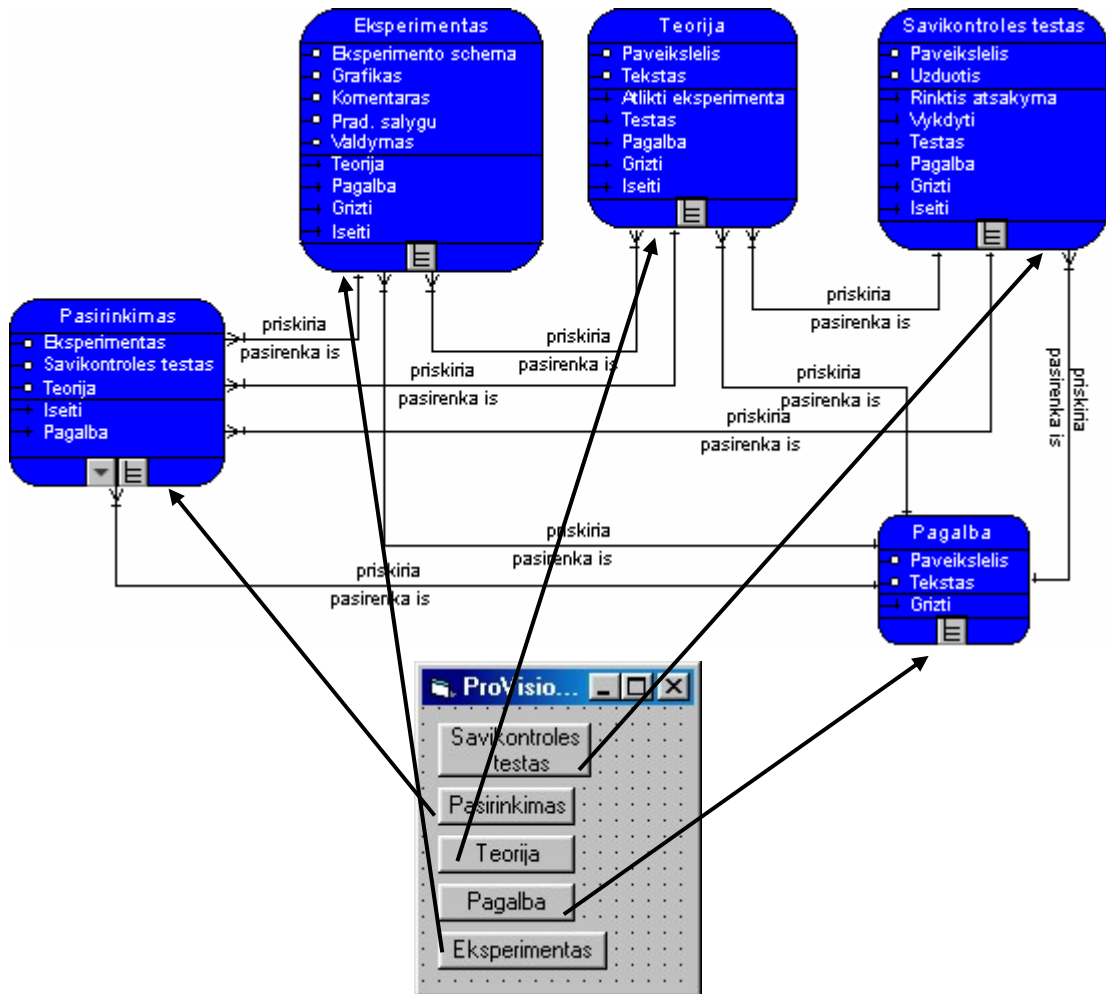 Eksperimentas
Eksperimento schema
Grafikas
Komentaras
Prad. salygu
Valdymas
Teorija
Pagalba
Grizti
Iseiti
Teorija
Paveikslelis
Tekstas
Atlikti eksperimenta
Testas
Pagalba
Grizti
Iseiti
Savikontroles testas
Paveikslelis
Uzduotis
Rinktis atsakyma
Vykdyti
Testas
Pagalba
Grizti
Iseiti
Pasirinkimas
Eksperimentas
Savikontroles testas
Teorija
Iseiti
Pagalba
priskiria
pasirenka is
priskiria
pasirenka is
priskiria
pasirenka is
priskiria
pasirenka is
priskiria
pasirenka is
priskiria
pasirenka is
priskiria
pasirenka is
priskiria
pasirenka is
priskiria
pasirenka is
Pagalba
Paveikslelis
Tekstas
Grizti
ProVisio...
Savikontroles
testas
Pasirinkimas
Teorija
Pagalba
Eksperimentas